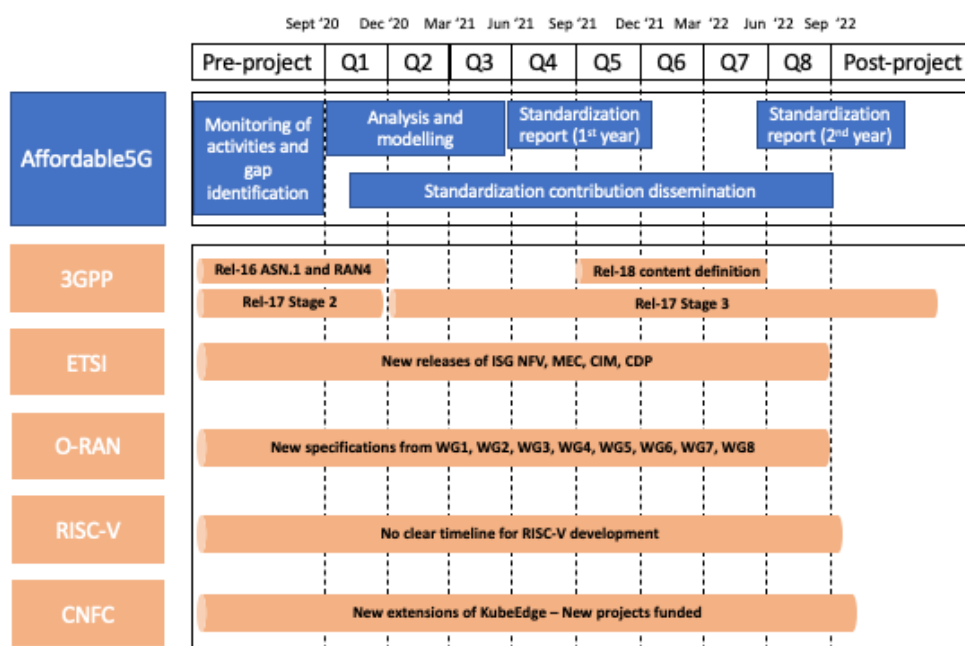 Sept ‘20 Dec ‘20 Mar ‘21 Jun ‘21 Sep ‘21 Dec ‘21 Mar ‘22 Jun ‘22 Sep ‘22
Pre-project Q1 Q2 Q3 Q4 Q5 Q6 Q7 Q8 Post-project
Affordable5G
Monitoring of
activities and
gap
identification
Analysis and
modelling
Standardization
report (1st year)
Standardization
report (2nd year)
Standardization contribution dissemination
3GPP
Rel-16 ASN.1 and RAN4
Rel-18 content definition
Rel-17 Stage 2
Rel-17 Stage 3
ETSI
New releases of ISG NFV, MEC, CIM, CDP
O-RAN
New specifications from WG1, WG2, WG3, WG4, WG5, WG6, WG7, WG8
RISC-V
No clear timeline for RISC-V development
CNFC
New extensions of KubeEdge – New projects funded